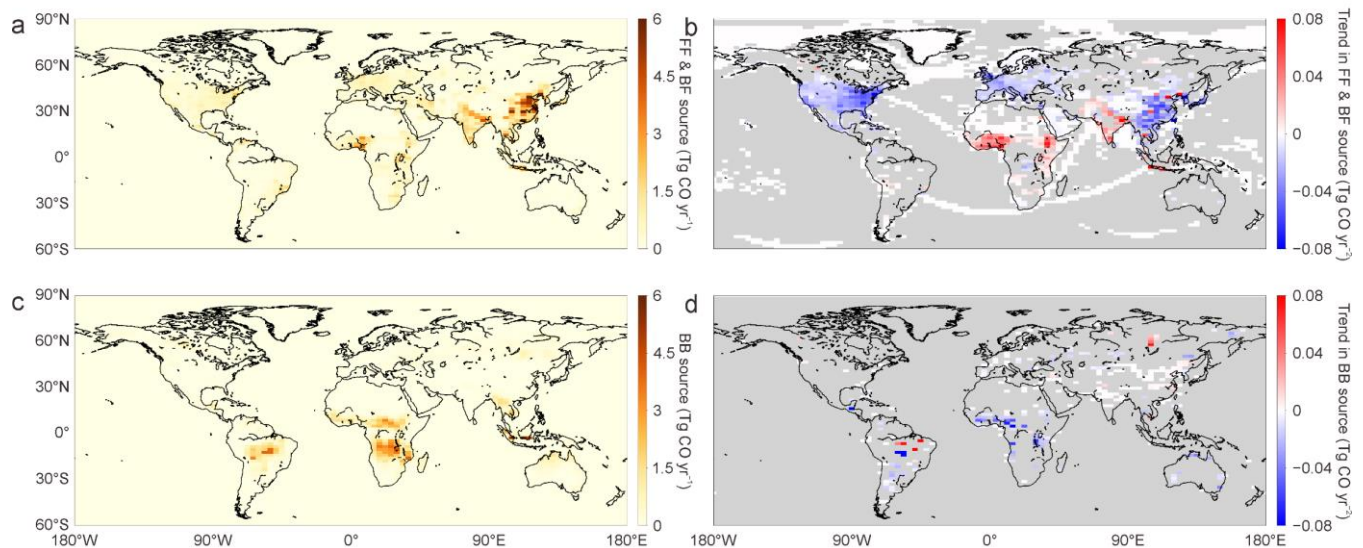 a
90°N
60°N
30°N
0°
30°S
60°S
6
4.5
3
1.5
0
FF & BF source (Tg CO yr⁻¹)
b
0.08
0.04
0
−0.04
−0.08
Trend in FF & BF source (Tg CO yr⁻²)
c
90°N
60°N
30°N
0°
30°S
60°S
180°W
90°W
0°
90°E
180°E
6
4.5
3
1.5
0
BB source (Tg CO yr⁻¹)
d
180°W
90°W
0°
90°E
180°E
0.08
0.04
0
−0.04
−0.08
Trend in BB source (Tg CO yr⁻²)